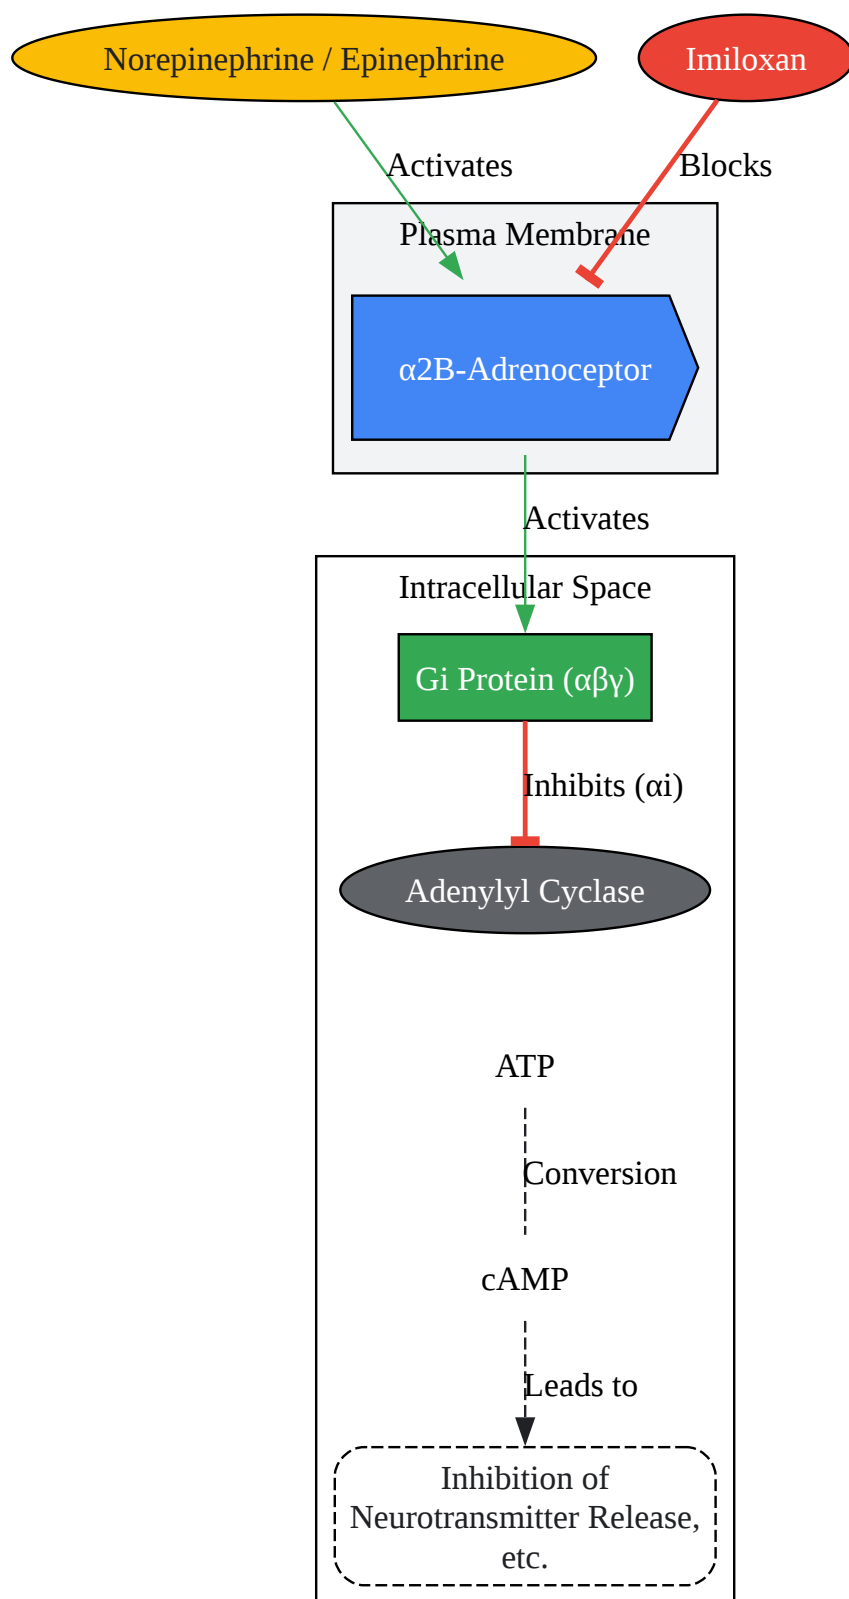 Norepinephrine / Epinephrine
Imiloxan
Activates
Blocks
Plasma Membrane
α2B-Adrenoceptor
Activates
Intracellular Space
Gi Protein (αβγ)
Inhibits (αi)
Adenylyl Cyclase
ATP
Conversion
cAMP
Leads to
Inhibition of
Neurotransmitter Release,
etc.